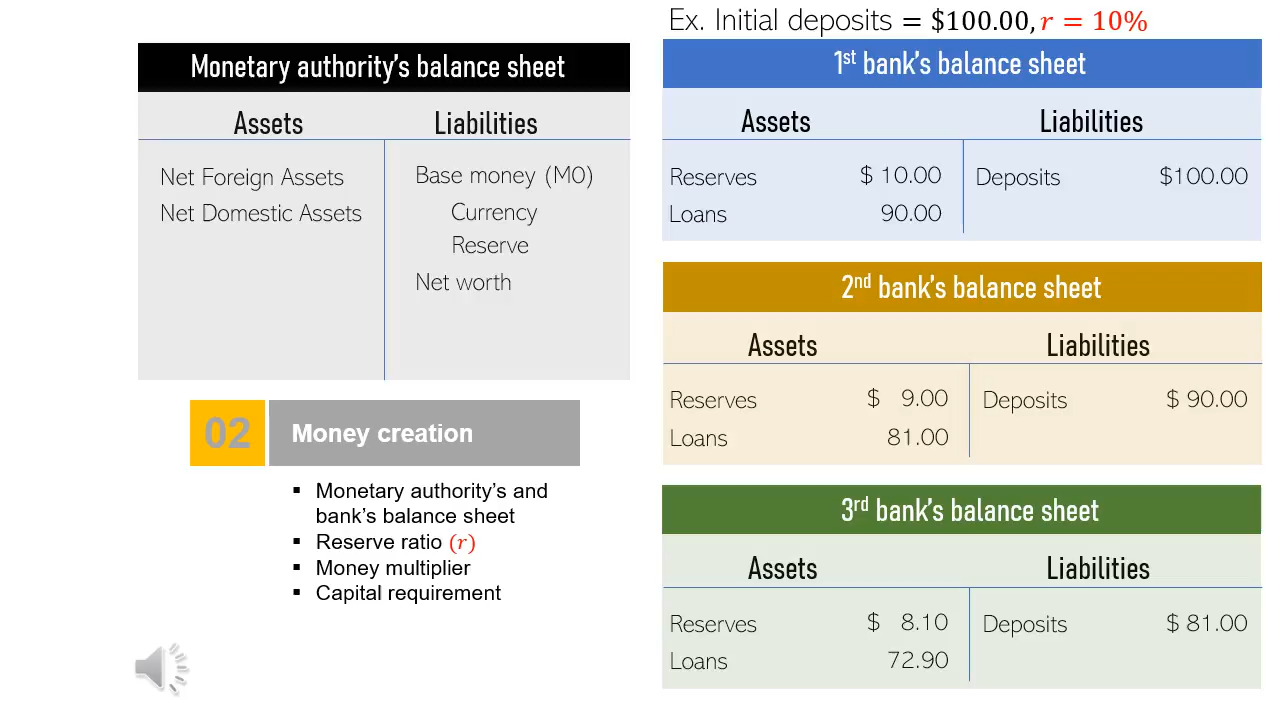 Ex. Initial deposits = $100.00, r = 10%
Monetary authority's balance sheet
Assets Liabilities
Net Foreign Assets Base money (M0)
Net Domestic Assets Currency
Reserve
Net worth
02 Money creation
▪ Monetary authority's and
bank's balance sheet
▪ Reserve ratio (r)
▪ Money multiplier
▪ Capital requirement
1st bank's balance sheet
Assets Liabilities
Reserves $ 10.00 Deposits $100.00
Loans 90.00
2nd bank's balance sheet
Assets Liabilities
Reserves $ 9.00 Deposits $ 90.00
Loans 81.00
3rd bank's balance sheet
Assets Liabilities
Reserves $ 8.10 Deposits $ 81.00
Loans 72.90